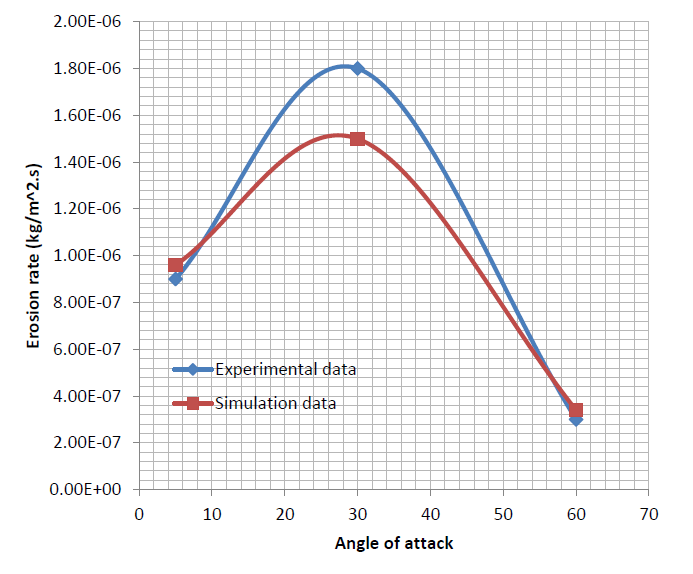 2.00E-06
1.80E-06
1.60E-06
1.40E-06
1.20E-06
1.00E-06
8.00E-07
6.00E-07
4.00E-07
2.00E-07
0.00E+00
Erosion rate (kg/m^2.s)
Experimental data
Simulation data
0 10 20 30 40 50 60 70
Angle of attack